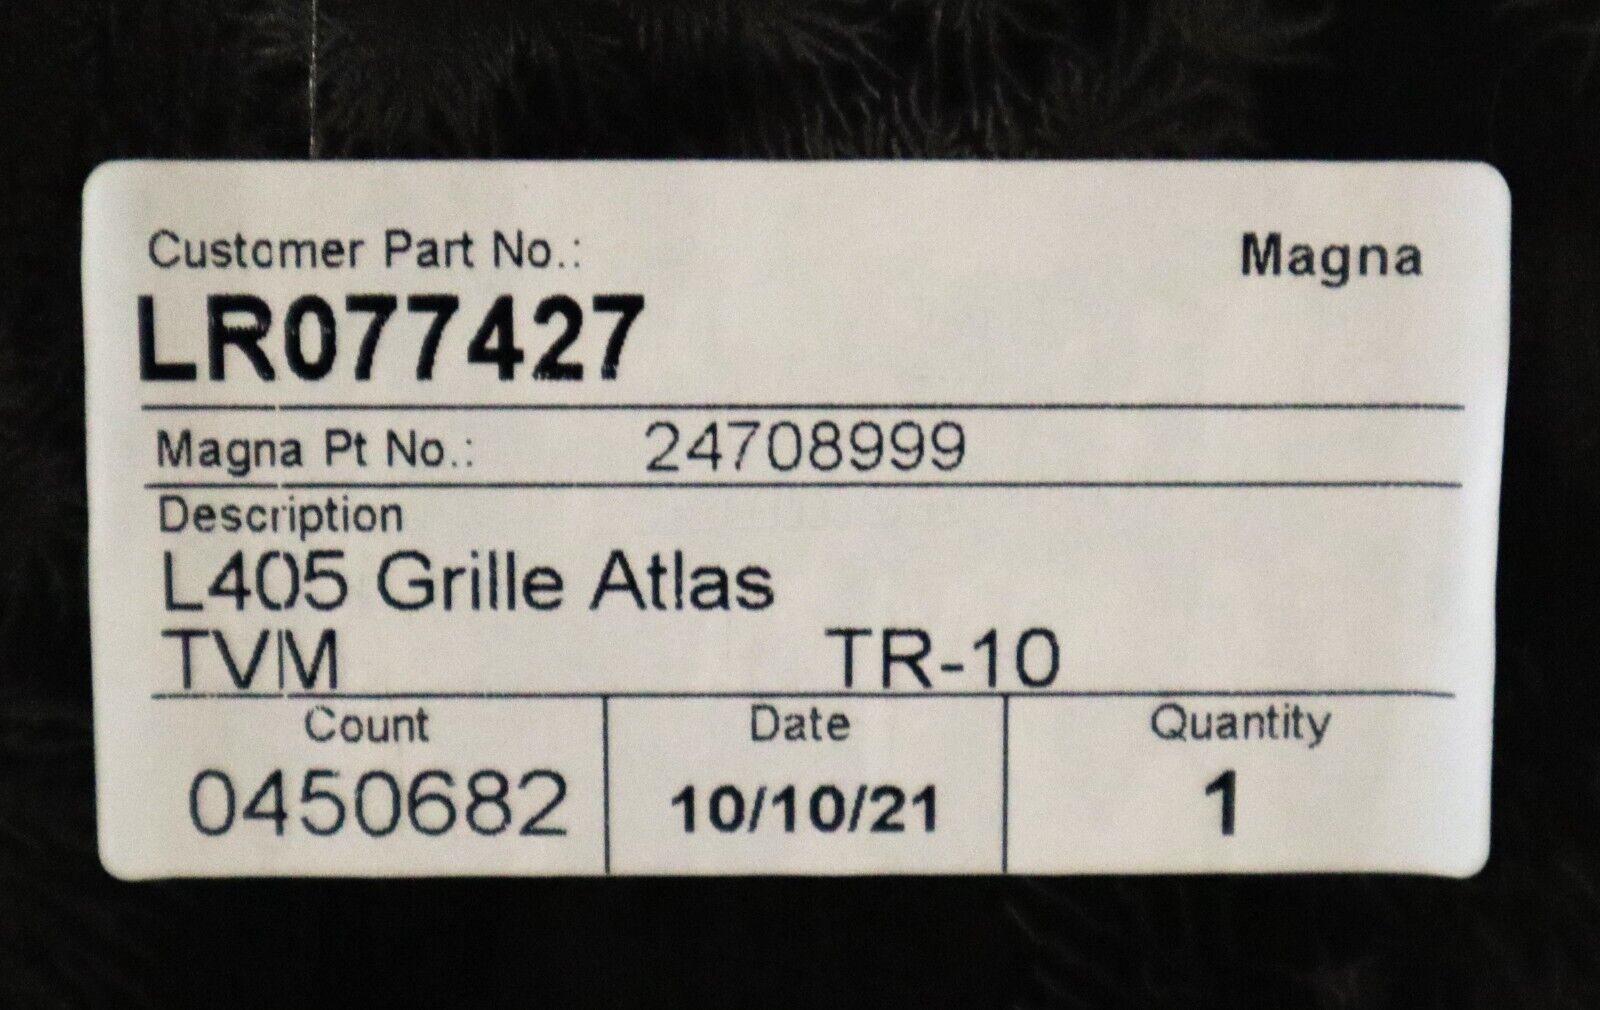 Customer Part No.: Magna
LR077427
Magna Pt No.: 24708999
Description
L405 Grille Atlas
TVM TR-10
Count Date Quantity
0450682 10/10/21 1